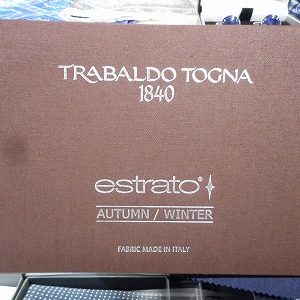 TRABALDO TOGNA
1840
estrato®
AUTUMN / WINTER
FABRIC MADE IN ITALY